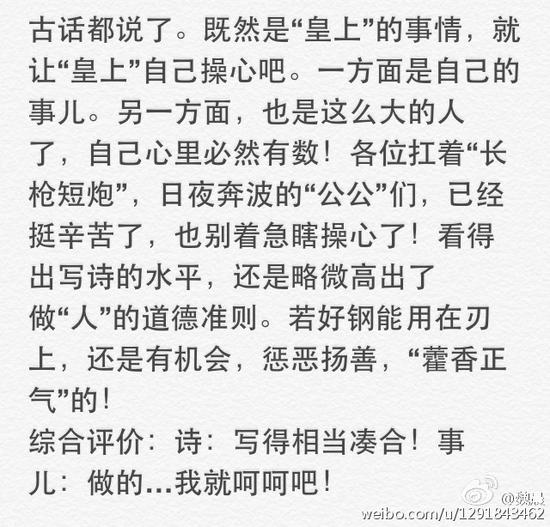 古话都说了。既然是“皇上”的事情，就
让“皇上”自己操心吧。一方面是自己的
事儿。另一方面，也是这么大的人
了，自己心里必然有数！各位扛着“长
枪短炮”，日夜奔波的“公公”们，已经
挺辛苦了，也别着急瞎操心了！看得
出写诗的水平，还是略微高出了
做“人”的道德准则。若好钢能用在刃
上，还是有机会，惩恶扬善，“藿香正
气”的！
综合评价：诗：写得相当凑合！事
儿：做的...我就呵呵吧！
weibo.com/u/1291843462